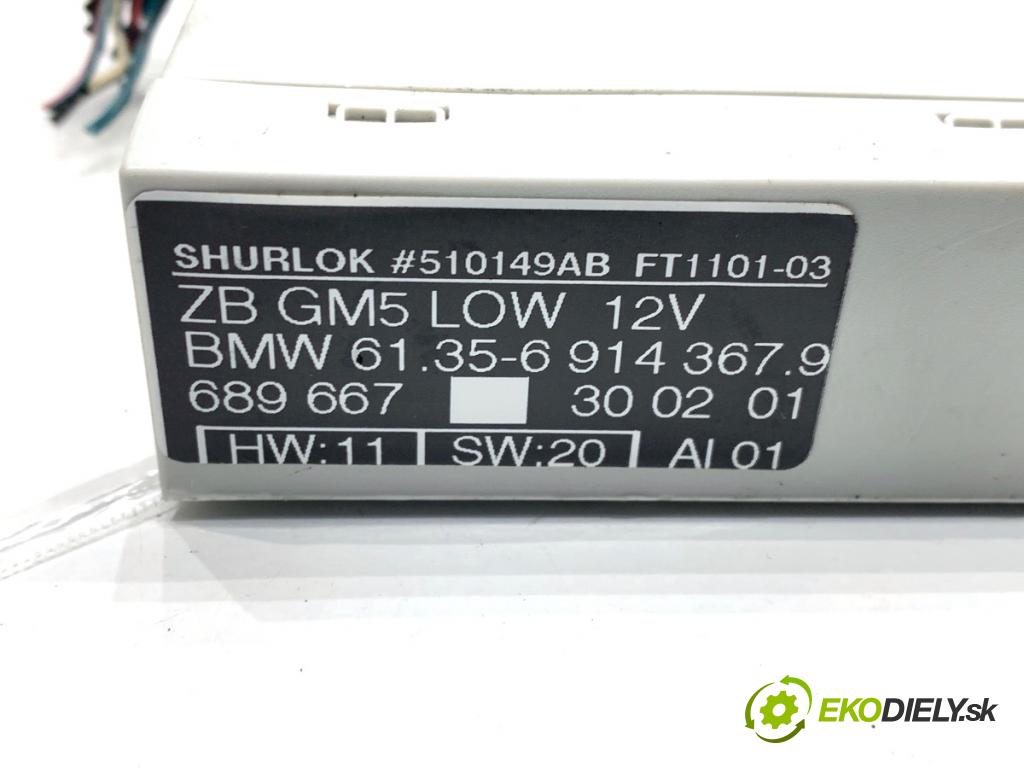 SHURLOK #510149AB FT1101-03
ZB GM5 LOW 12V
BMW 61.35-6 914 367.9
689 667 30 02 01
HW:11 SW:20 AI 01
EKODIELY.sk